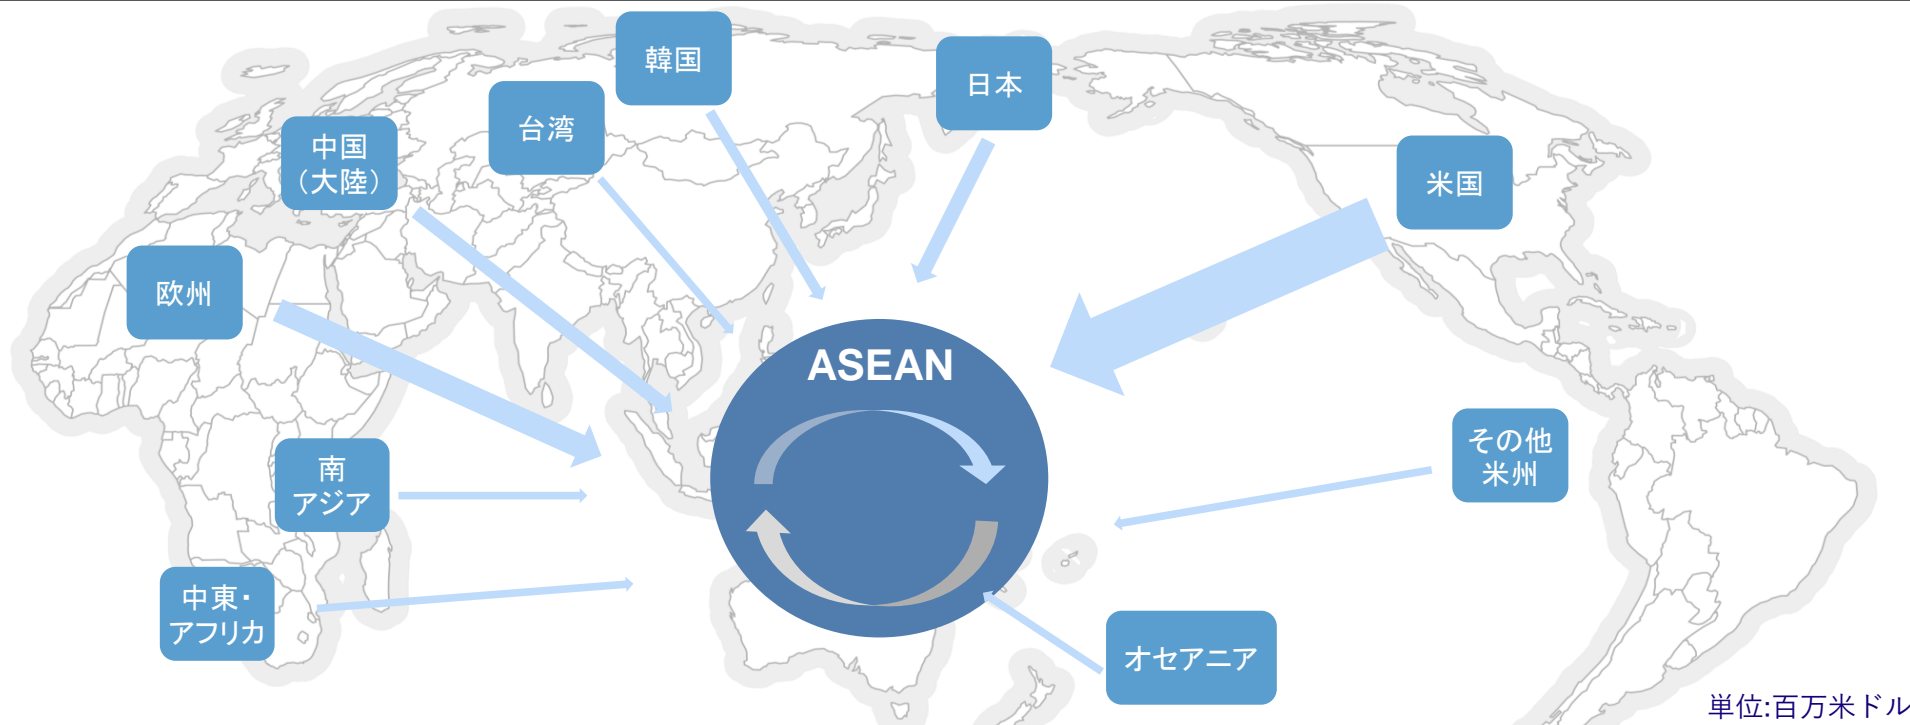 韓国
日本
台湾
中国
（大陸）
米国
欧州
ASEAN
その他
米州
南
アジア
中東・
アフリカ
オセアニア
単位:百万米ドル